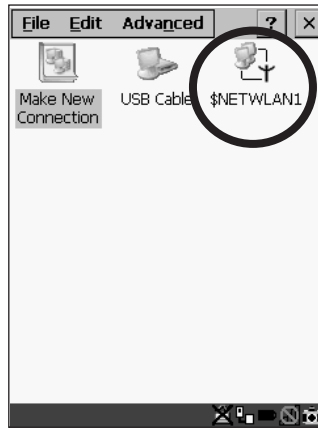 File Edit Advanced ? ×
Make New Connection
USB Cable
$NETWLAN1